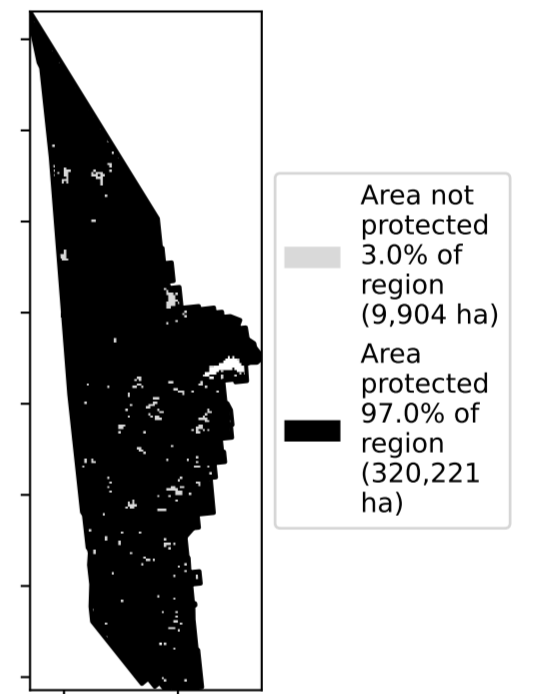 Area not
protected
3.0% of
region
(9,904 ha)
Area
protected
97.0% of
region
(320,221
ha)